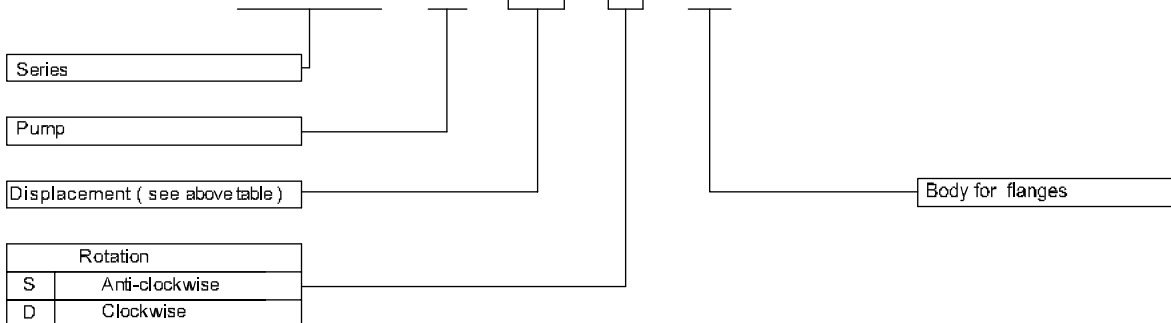 Series
Pump
Displacement ( see above table )
Body for flanges
Rotation
S Anti-clockwise
D Clockwise